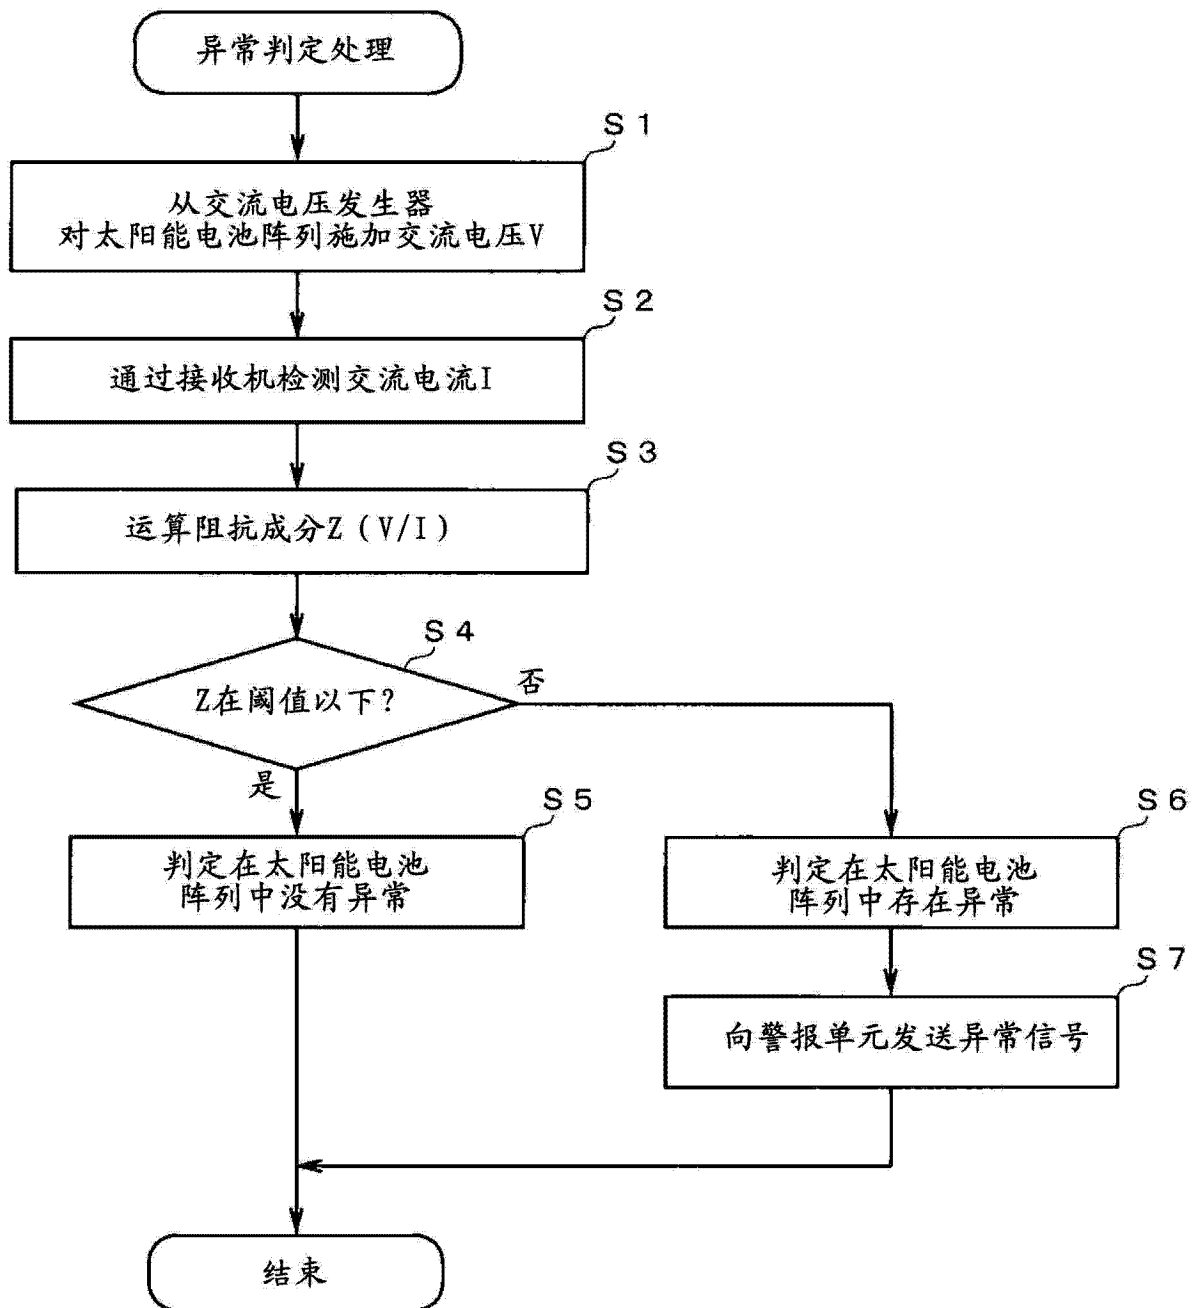 异常判定处理
S1
从交流电压发生器
对太阳能电池阵列施加交流电压V
S2
通过接收机检测交流电流I
S3
运算阻抗成分Z(V/I)
S4
Z在阈值以下?
否
是
S5
判定在太阳能电池
阵列中没有异常
S6
判定在太阳能电池
阵列中存在异常
S7
向警报单元发送异常信号
结束